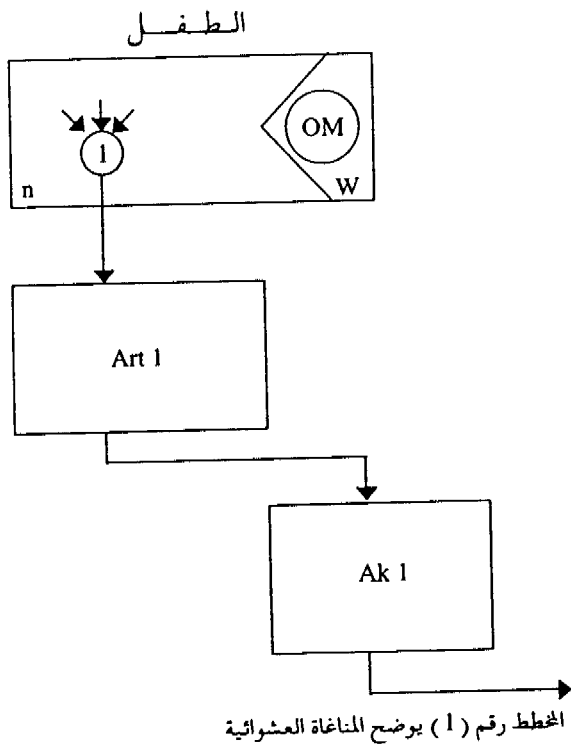 الطفل
1
OM
n
W
Art 1
Ak 1
المخطط رقم (1) يوضح المناغاة العشوائية